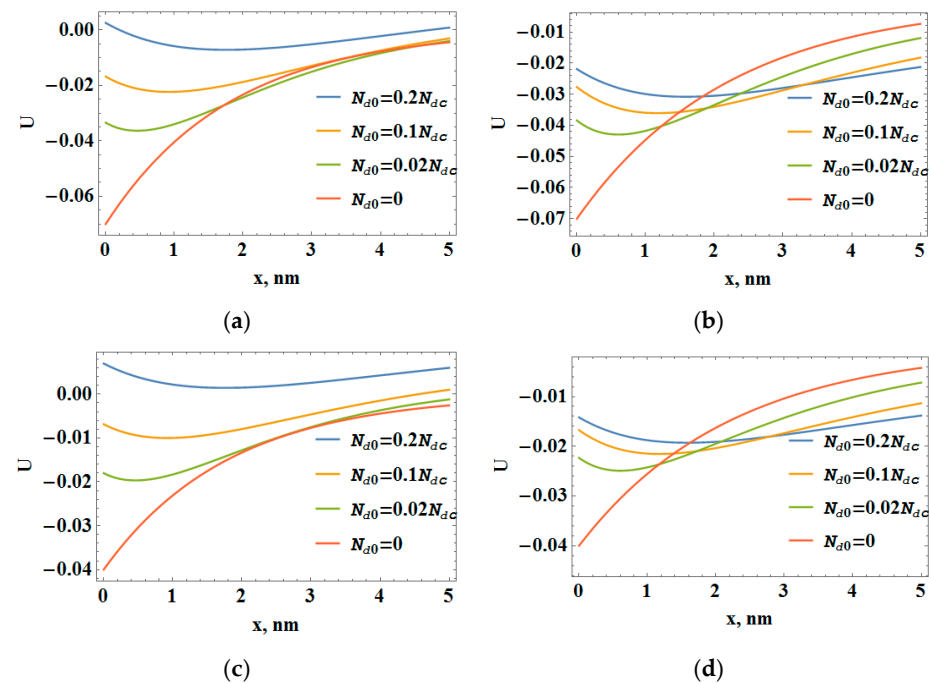 0.00
−0.02
−0.04
−0.06
U
N_d0=0.2N_dc
N_d0=0.1N_dc
N_d0=0.02N_dc
N_d0=0
0 1 2 3 4 5
x, nm
(a)
−0.01
−0.02
−0.03
−0.04
−0.05
−0.06
−0.07
U
N_d0=0.2N_dc
N_d0=0.1N_dc
N_d0=0.02N_dc
N_d0=0
0 1 2 3 4 5
x, nm
(b)
0.00
−0.01
−0.02
−0.03
−0.04
U
N_d0=0.2N_dc
N_d0=0.1N_dc
N_d0=0.02N_dc
N_d0=0
0 1 2 3 4 5
x, nm
(c)
−0.01
−0.02
−0.03
−0.04
U
N_d0=0.2N_dc
N_d0=0.1N_dc
N_d0=0.02N_dc
N_d0=0
0 1 2 3 4 5
x, nm
(d)